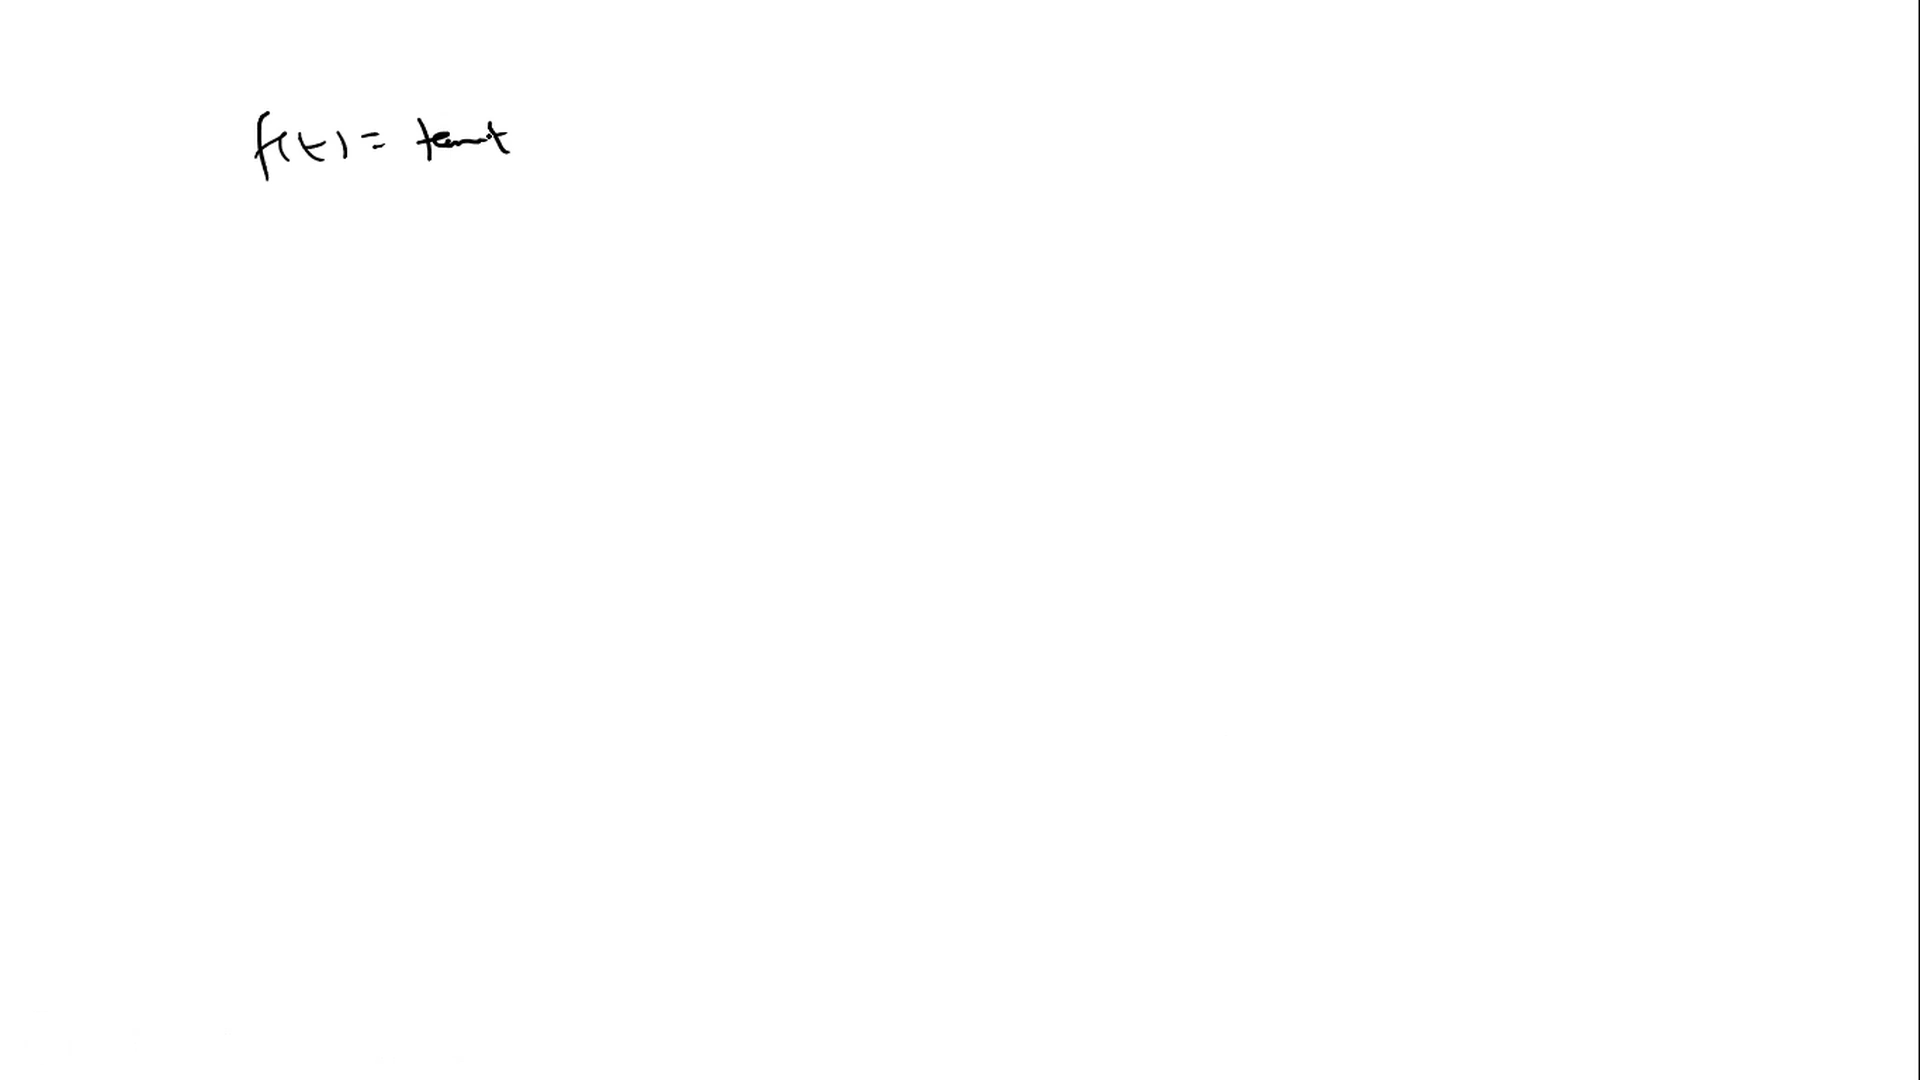 f(t) = tant